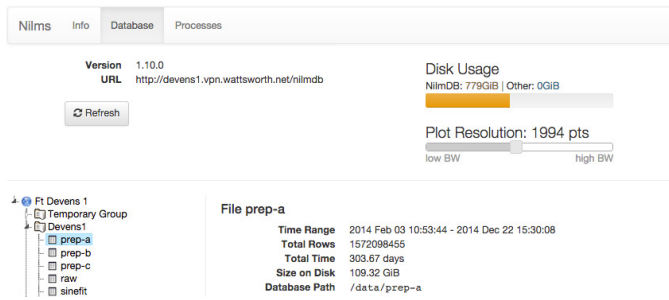 Nilms Info Database Processes
Version 1.10.0
URL http://devens1.vpn.wattsworth.net/nilmdb
Refresh
Disk Usage
NilmDB: 779GiB | Other: 0GiB
Plot Resolution: 1994 pts
low BW high BW
Ft Devens 1
Temporary Group
Devens1
prep-a
prep-b
prep-c
raw
sinefit
File prep-a
Time Range 2014 Feb 03 10:53:44 - 2014 Dec 22 15:30:08
Total Rows 1572098455
Total Time 303.67 days
Size on Disk 109.32 GiB
Database Path /data/prep-a